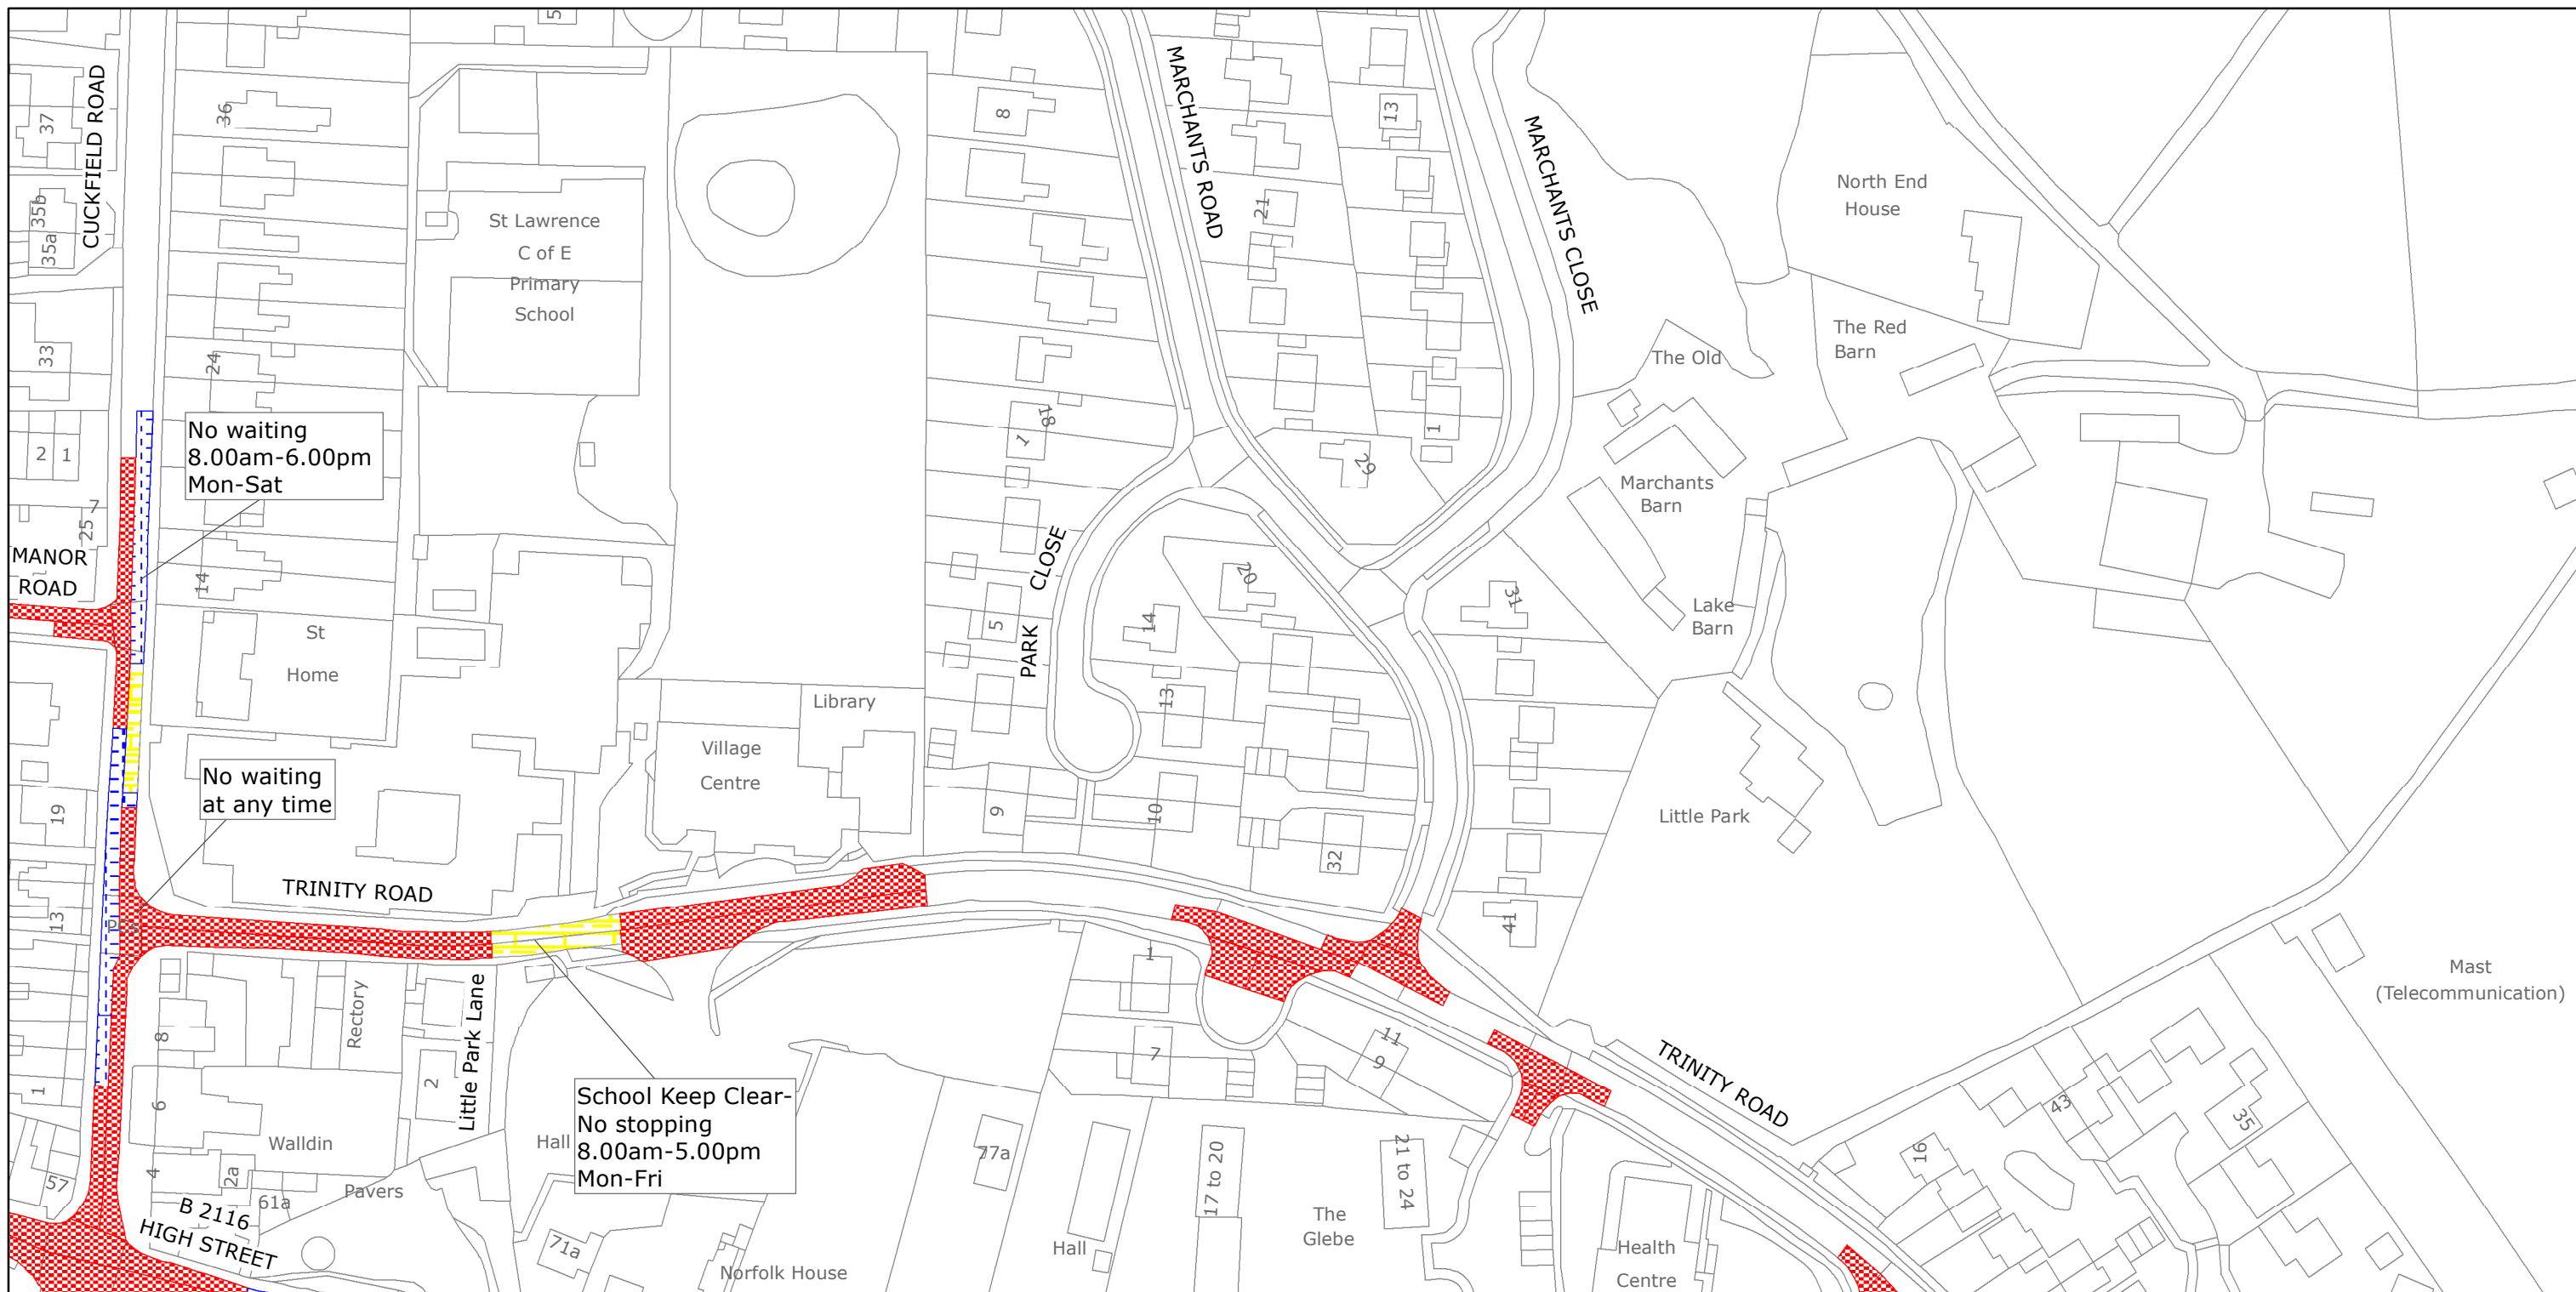 CUCKFIELD ROAD
37
36
35b
35a
33
24
2
1
7
25
14
MANOR
ROAD
No waiting
8.00am-6.00pm
Mon-Sat
St Lawrence
C of E
Primary
School
8
MARCHANTS ROAD
13
21
MARCHANTS CLOSE
North End
House
The Red
Barn
The Old
Marchants
Barn
Lake
Barn
18
1
1
29
PARK CLOSE
5
20
14
13
31
St
Home
Library
Village
Centre
9
10
32
41
Little Park
19
13
No waiting
at any time
TRINITY ROAD
Rectory
8
6
4
2
2a
61a
1
57
Little Park Lane
Walldin
Pavers
B 2116
HIGH STREET
School Keep Clear-
No stopping
8.00am-5.00pm
Mon-Fri
Hall
71a
Norfolk House
77a
Hall
1
7
11
9
17 to 20
21 to 24
The
Glebe
Health
Centre
TRINITY ROAD
16
43
35
Mast
(Telecommunication)